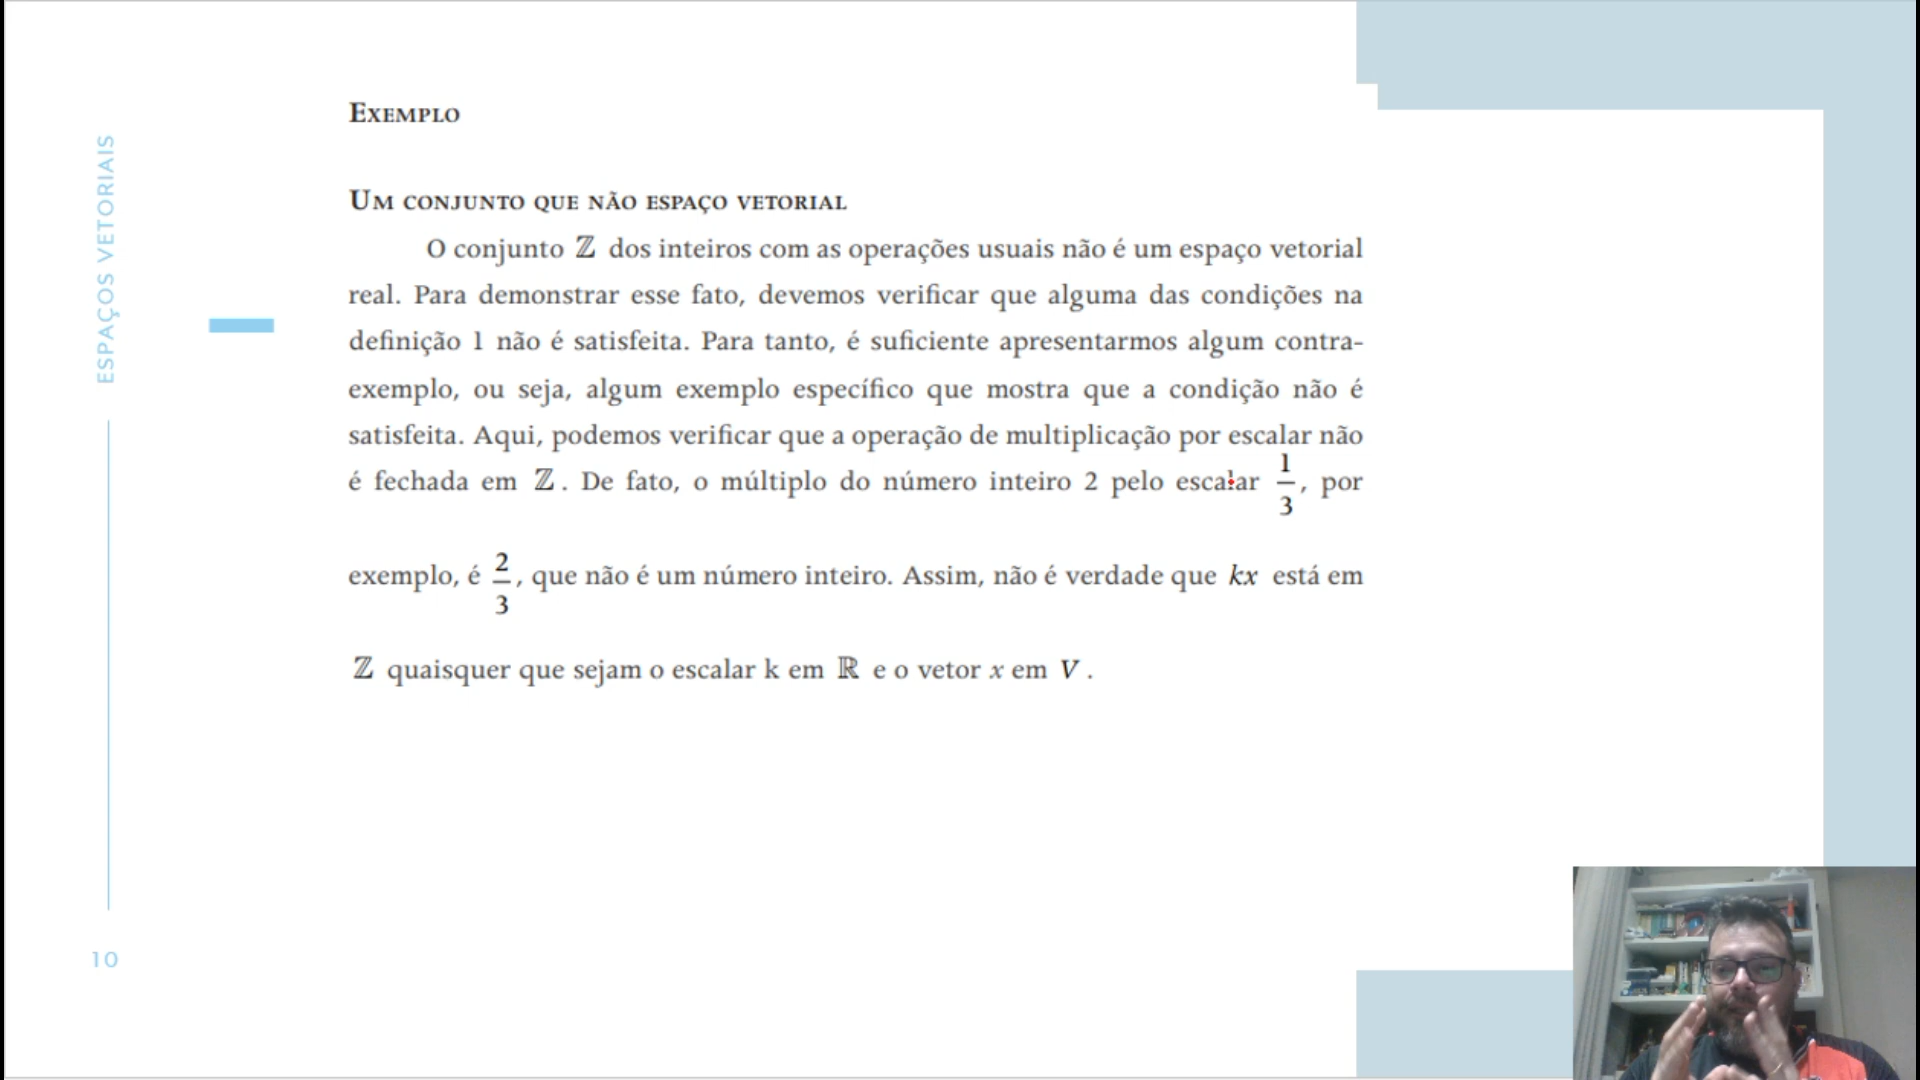 ESPAÇOS VETORIAIS
10
EXEMPLO
UM CONJUNTO QUE NÃO ESPAÇO VETORIAL
O conjunto ℤ dos inteiros com as operações usuais não é um espaço vetorial
real. Para demonstrar esse fato, devemos verificar que alguma das condições na
definição 1 não é satisfeita. Para tanto, é suficiente apresentarmos algum contra-
exemplo, ou seja, algum exemplo específico que mostra que a condição não é
satisfeita. Aqui, podemos verificar que a operação de multiplicação por escalar não
é fechada em ℤ. De fato, o múltiplo do número inteiro 2 pelo escalar 1/3, por
exemplo, é 2/3, que não é um número inteiro. Assim, não é verdade que kx está em
ℤ quaisquer que sejam o escalar k em ℝ e o vetor x em V.